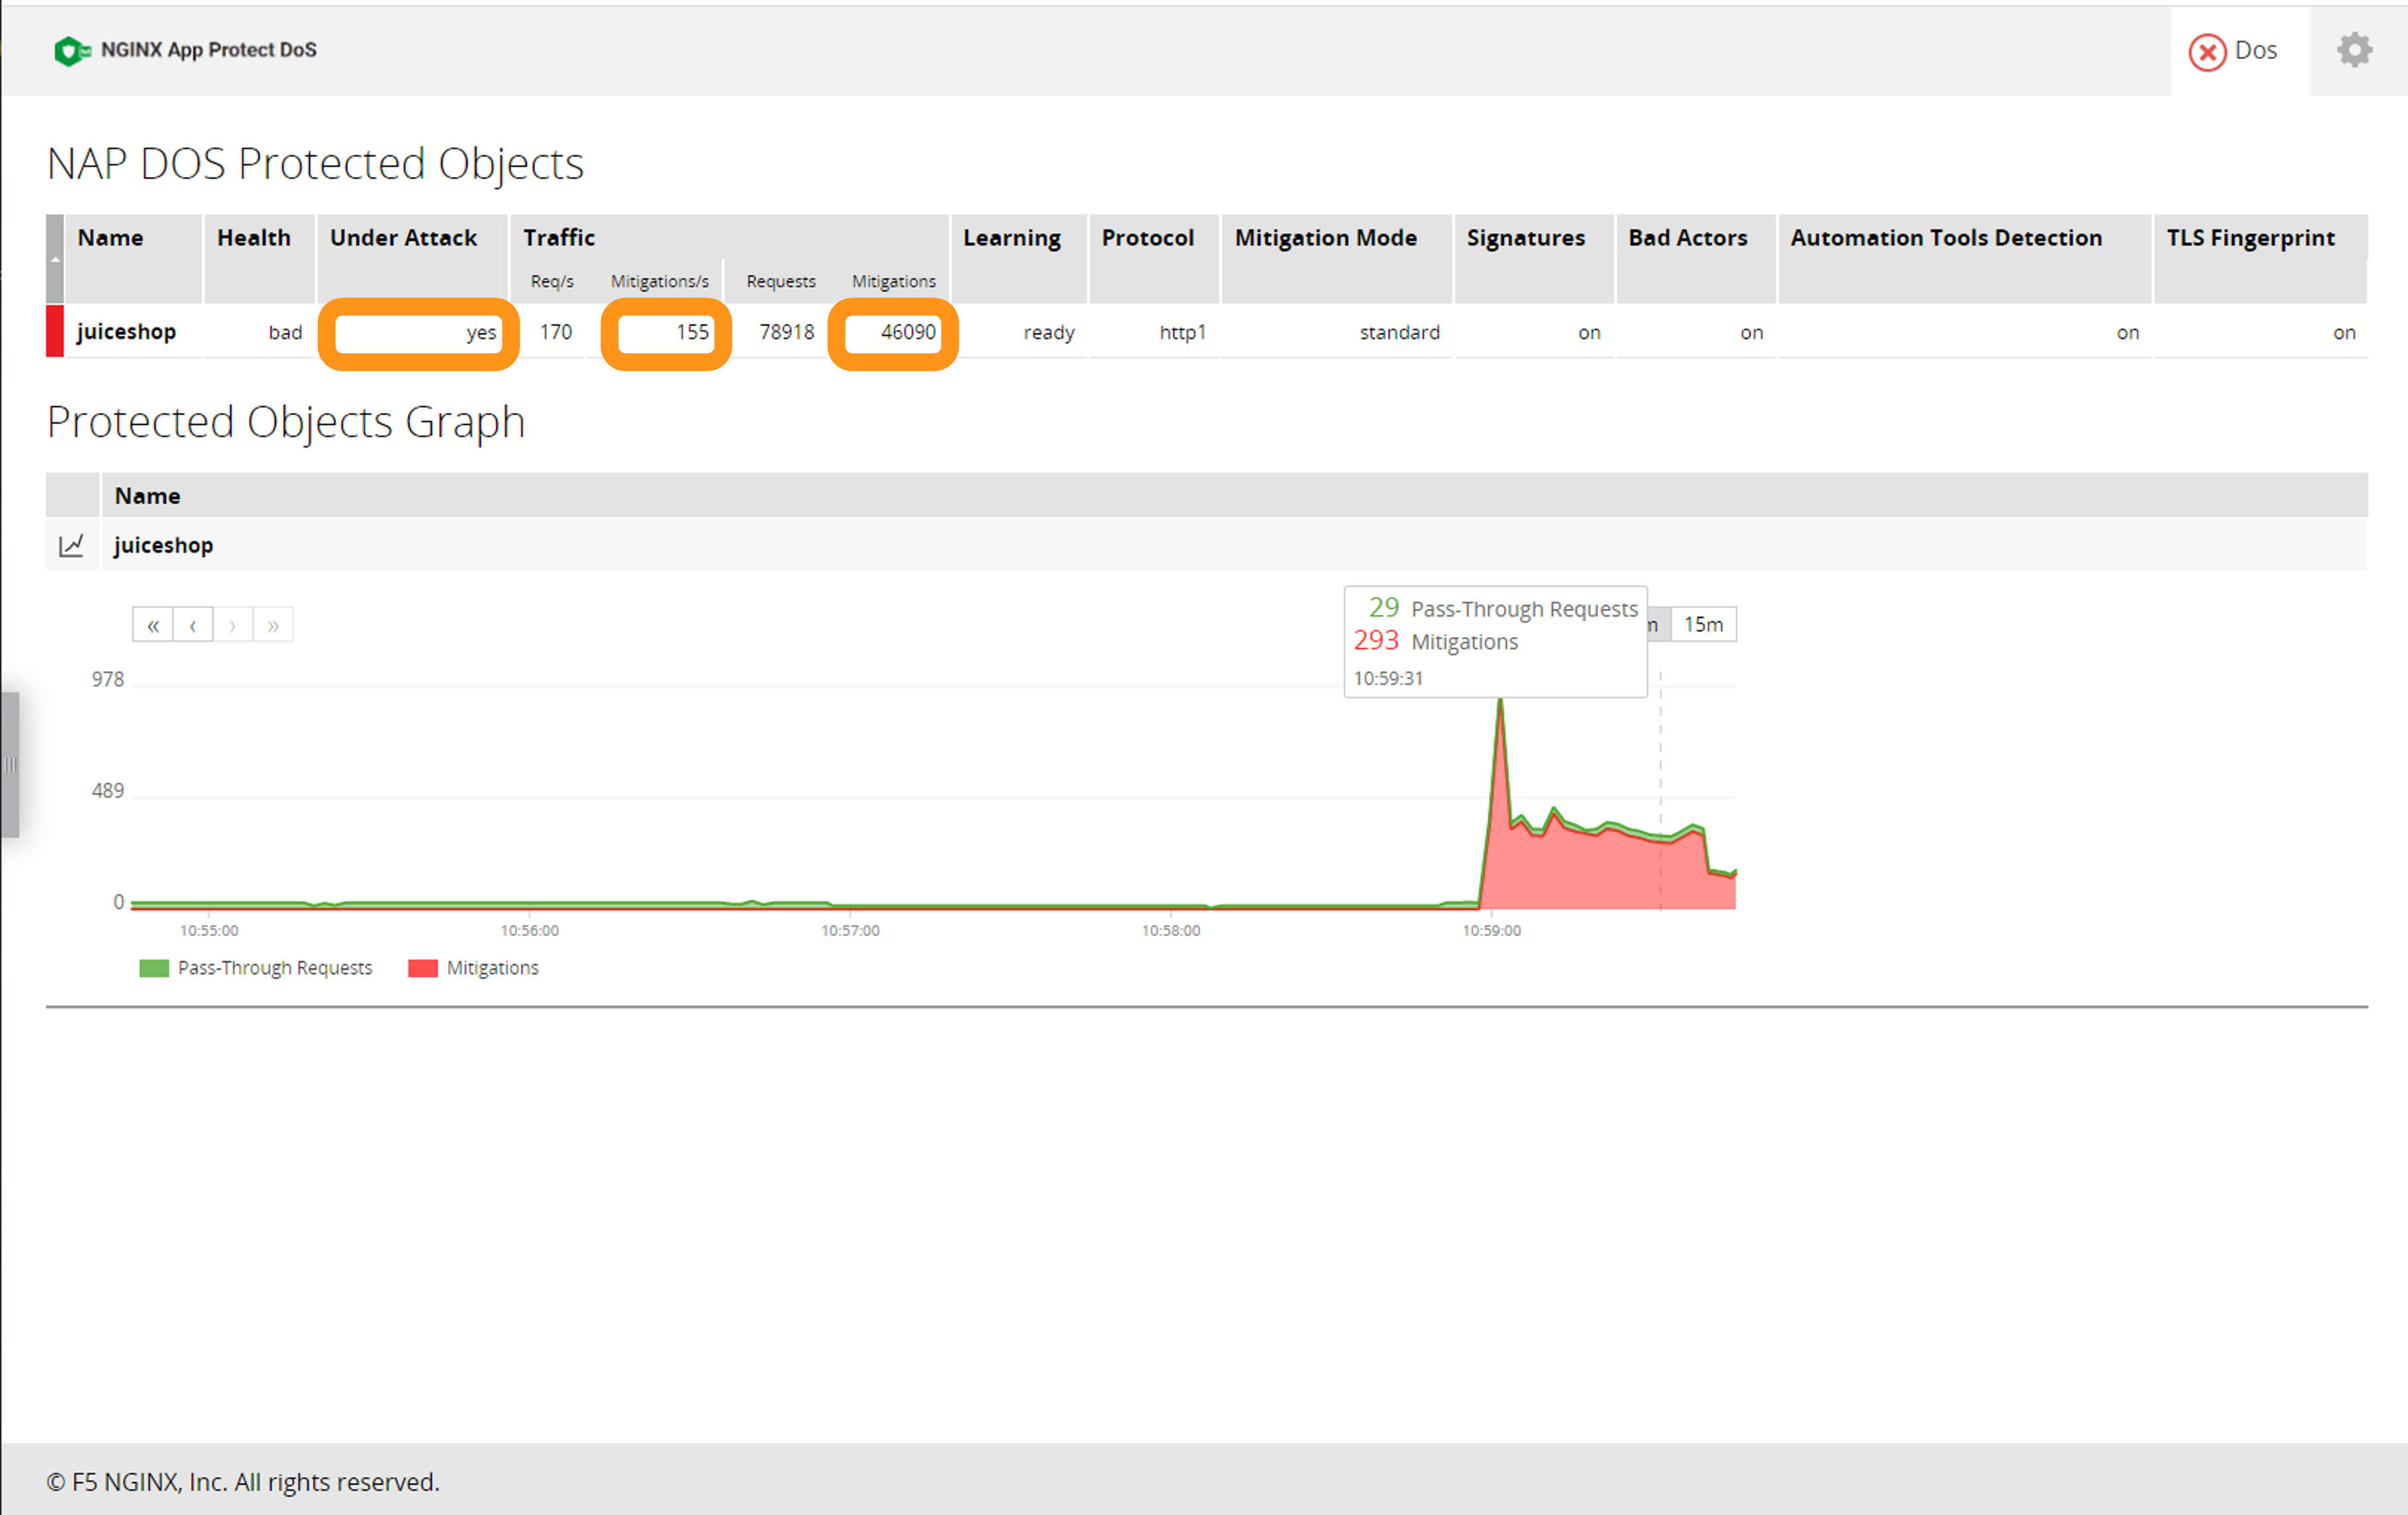 NGINX App Protect DoS
Dos
NAP DOS Protected Objects
Name Health Under Attack Traffic Learning Protocol Mitigation Mode Signatures Bad Actors Automation Tools Detection TLS Fingerprint
Req/s Mitigations/s Requests Mitigations
juiceshop bad yes 170 155 78918 46090 ready http1 standard on on on on
Protected Objects Graph
Name
juiceshop
29 Pass-Through Requests
293 Mitigations
10:59:31
« ‹ › »
15m
978
489
0
10:55:00 10:56:00 10:57:00 10:58:00 10:59:00
Pass-Through Requests Mitigations
© F5 NGINX, Inc. All rights reserved.